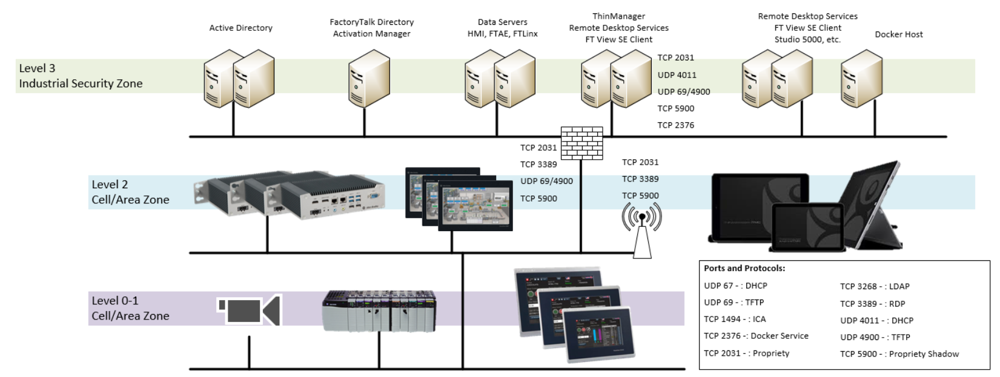 Active Directory
FactoryTalk Directory
Activation Manager
Data Servers
HMI, FTAE, FTLinx
ThinManager
Remote Desktop Services
FT View SE Client
Remote Desktop Services
FT View SE Client
Studio 5000, etc.
Docker Host
Level 3
Industrial Security Zone
TCP 2031
UDP 4011
UDP 69/4900
TCP 5900
TCP 2376
TCP 2031
TCP 3389
UDP 69/4900
TCP 5900
TCP 2031
TCP 3389
TCP 5900
Level 2
Cell/Area Zone
Level 0-1
Cell/Area Zone
Ports and Protocols:
UDP 67 - : DHCP
UDP 69 - : TFTP
TCP 1494 - : ICA
TCP 2376 -: Docker Service
TCP 2031 - : Propriety
TCP 3268 - : LDAP
TCP 3389 - : RDP
UDP 4011 - : DHCP
UDP 4900 - : TFTP
TCP 5900 - : Propriety Shadow